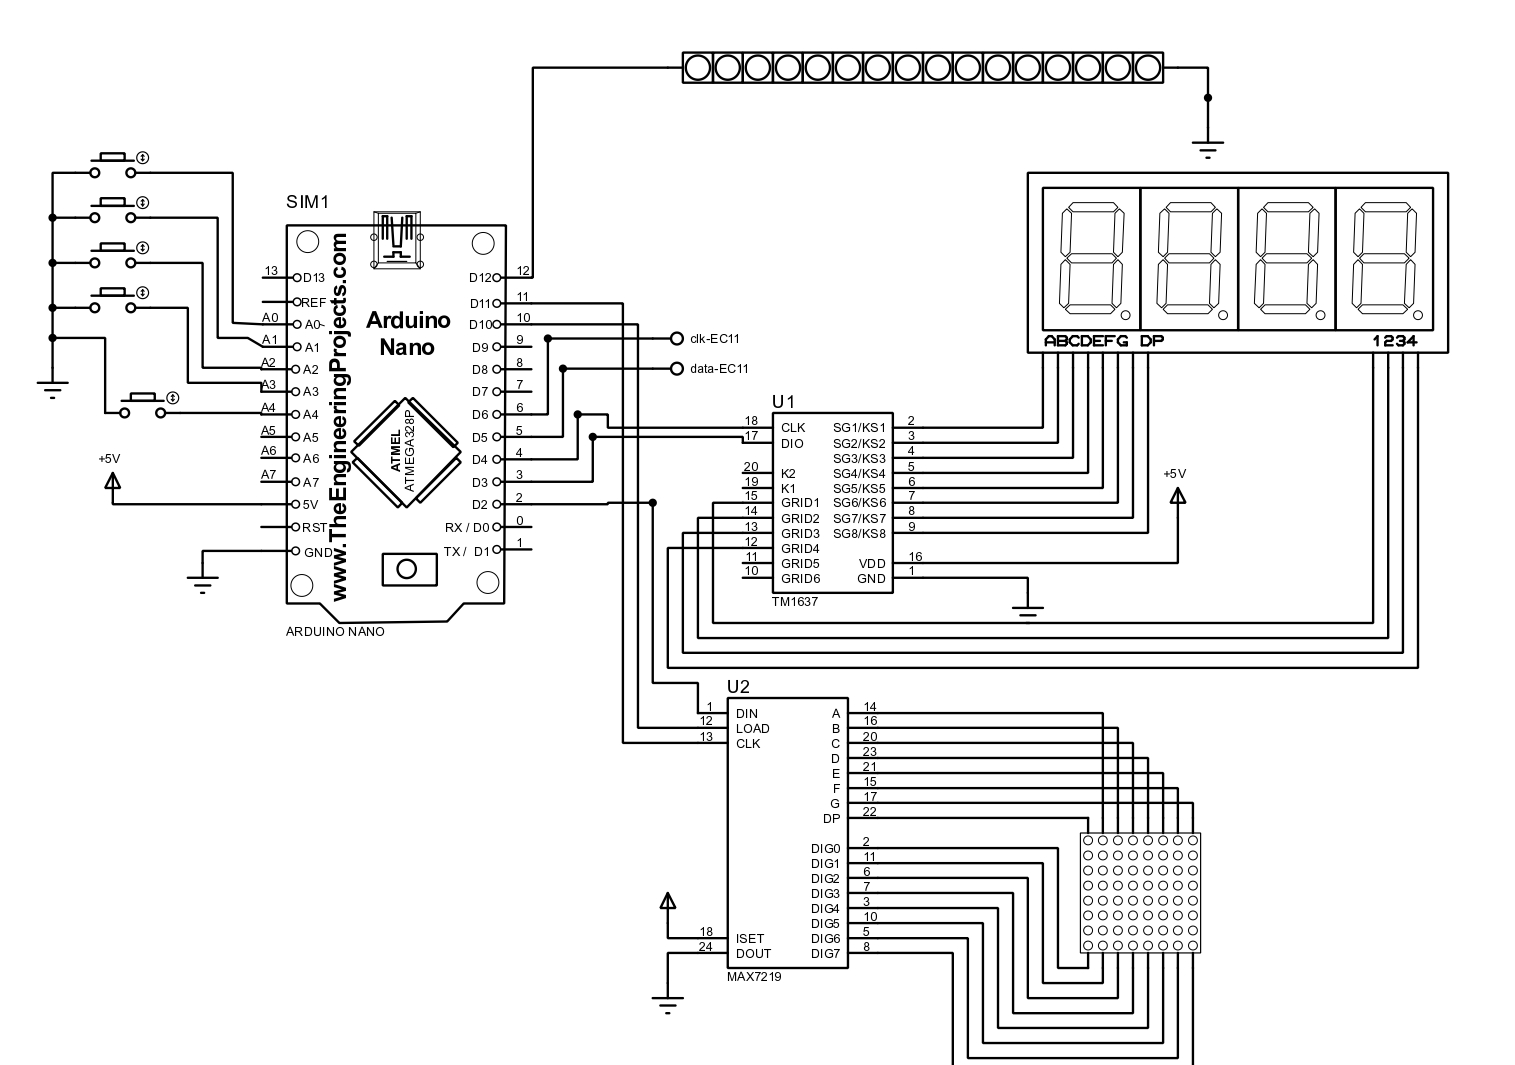 SIM1
www.TheEngineeringProjects.com
Arduino
Nano
ATMEL
ATMEGA328P
13 D13
REF
A0 A0
A1 A1
A2 A2
A3 A3
A4 A4
A5 A5
A6 A6
A7 A7
5V
RST
GND
+5V
D12 12
D11 11
D10 10
D9 9
D8 8
D7 7
D6 6
D5 5
D4 4
D3 3
D2 2
RX / D0 0
TX / D1 1
ARDUINO NANO
clk-EC11
data-EC11
ABCDEFG DP
1234
U1
18 CLK
17 DIO
20 K2
19 K1
15 GRID1
14 GRID2
13 GRID3
12 GRID4
11 GRID5
10 GRID6
SG1/KS1 2
SG2/KS2 3
SG3/KS3 4
SG4/KS4 5
SG5/KS5 6
SG6/KS6 7
SG7/KS7 8
SG8/KS8 9
VDD 16
GND 1
TM1637
+5V
U2
1 DIN
12 LOAD
13 CLK
18 ISET
24 DOUT
A 14
B 16
C 20
D 23
E 21
F 15
G 17
DP 22
DIG0 2
DIG1 11
DIG2 6
DIG3 7
DIG4 3
DIG5 10
DIG6 5
DIG7 8
MAX7219